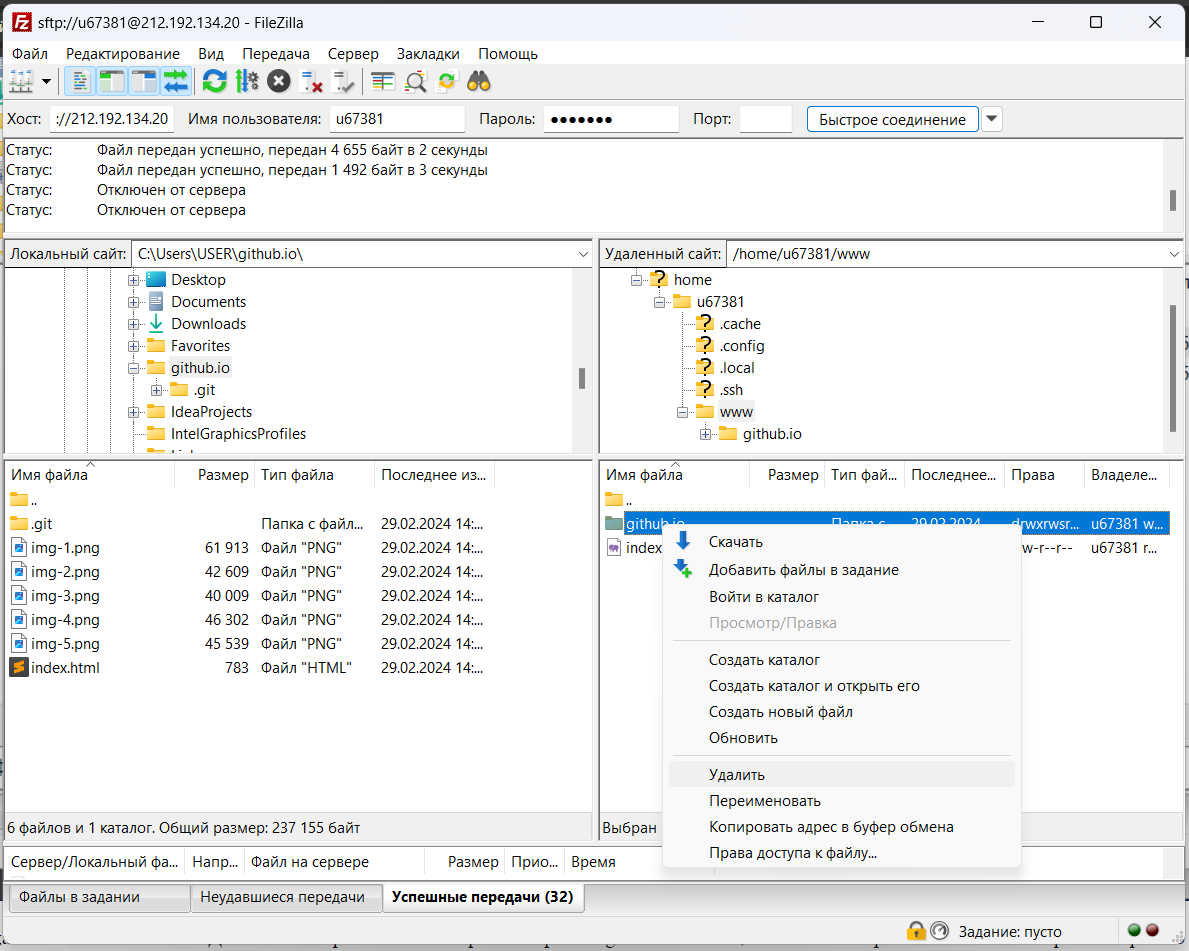 sftp://u67381@212.192.134.20 - FileZilla
Файл Редактирование Вид Передача Сервер Закладки Помощь
Хост: ://212.192.134.20 Имя пользователя: u67381 Пароль: ●●●●●●● Порт: Быстрое соединение
Статус: Файл передан успешно, передан 4 655 байт в 2 секунды
Статус: Файл передан успешно, передан 1 492 байт в 3 секунды
Статус: Отключен от сервера
Статус: Отключен от сервера
Локальный сайт: C:\Users\USER\github.io\
Desktop
Documents
Downloads
Favorites
github.io
.git
IdeaProjects
IntelGraphicsProfiles
Удаленный сайт: /home/u67381/www
home
u67381
.cache
.config
.local
.ssh
www
github.io
Имя файла Размер Тип файла Последнее из...
..
.git Папка с файл... 29.02.2024 14:...
img-1.png 61 913 Файл "PNG" 29.02.2024 14:...
img-2.png 42 609 Файл "PNG" 29.02.2024 14:...
img-3.png 40 009 Файл "PNG" 29.02.2024 14:...
img-4.png 46 302 Файл "PNG" 29.02.2024 14:...
img-5.png 45 539 Файл "PNG" 29.02.2024 14:...
index.html 783 Файл "HTML" 29.02.2024 14:...
6 файлов и 1 каталог. Общий размер: 237 155 байт
Имя файла Размер Тип фай... Последнее... Права Владеле...
..
github.io Папка с 29.02.2024 drwxrwsr... u67381 w...
index w-r--r-- u67381 r...
Скачать
Добавить файлы в задание
Войти в каталог
Просмотр/Правка
Создать каталог
Создать каталог и открыть его
Создать новый файл
Обновить
Удалить
Переименовать
Копировать адрес в буфер обмена
Права доступа к файлу...
Выбран
Сервер/Локальный фа... Напр... Файл на сервере Размер Прио... Время
Файлы в задании Неудавшиеся передачи Успешные передачи (32)
Задание: пусто